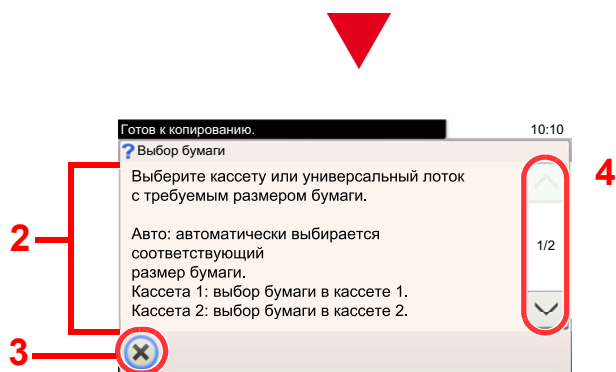 Готов к копированию. 10:10
? Выбор бумаги
Выберите кассету или универсальный лоток
с требуемым размером бумаги.
Авто: автоматически выбирается
соответствующий
размер бумаги.
Кассета 1: выбор бумаги в кассете 1.
Кассета 2: выбор бумаги в кассете 2.
1/2
2
3
4